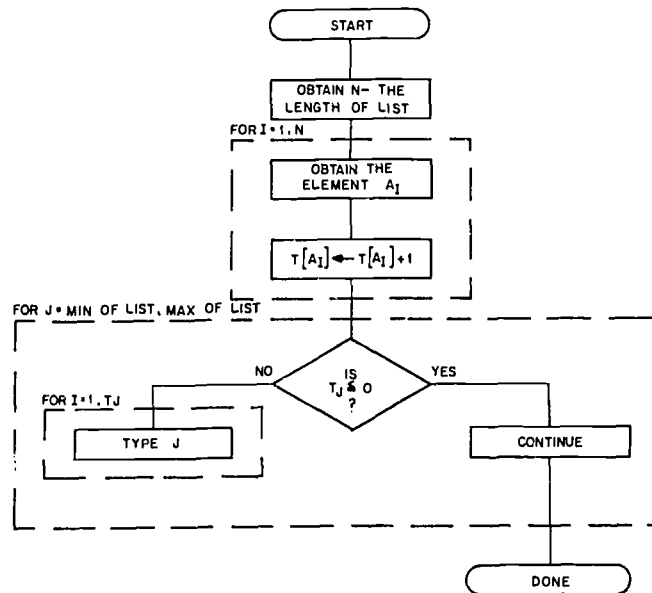 START
OBTAIN N- THE
LENGTH OF LIST
FOR I=1, N
OBTAIN THE
ELEMENT A_I
T[A_I] ← T[A_I]+1
FOR J = MIN OF LIST, MAX OF LIST
IS
NO
YES
T_J ≤ 0
?
FOR I=1, TJ
TYPE J
CONTINUE
DONE